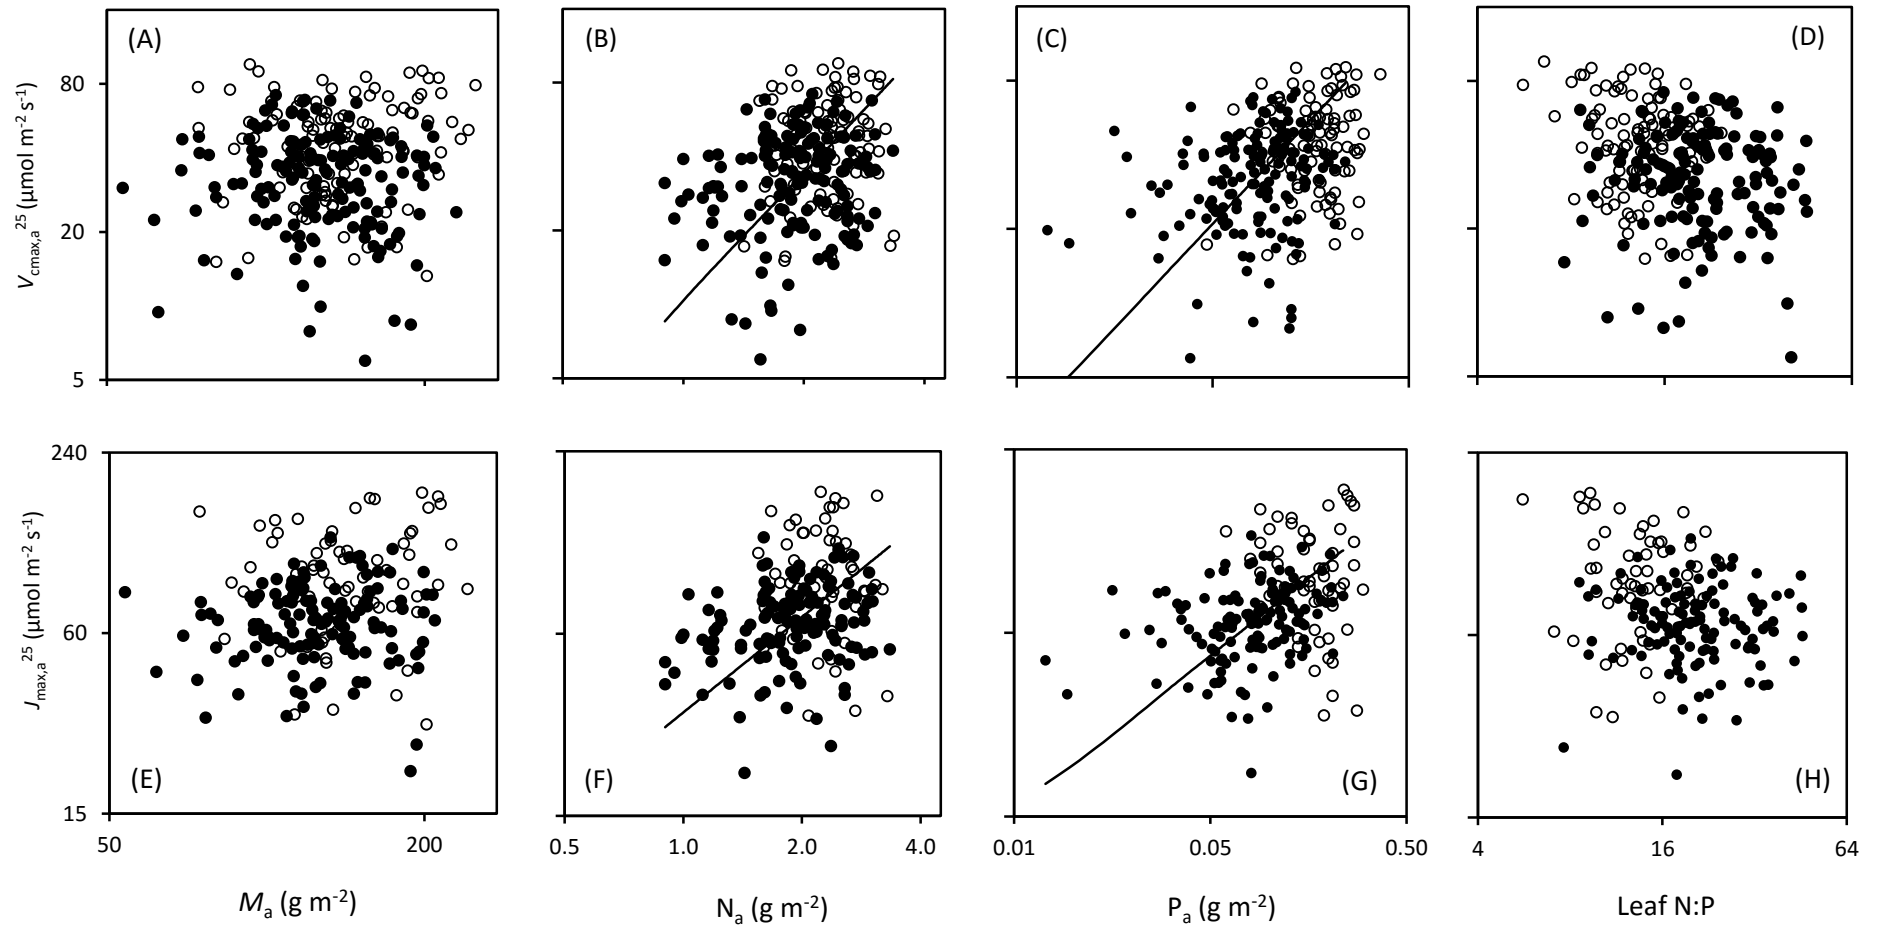 (A)
(B)
(C)
(D)
80
20
5
Vcmax,a25 (µmol m-2 s-1)
240
60
15
Jmax,a25 (µmol m-2 s-1)
(E)
(F)
(G)
(H)
50 200
0.5 1.0 2.0 4.0
0.01 0.05 0.50
4 16 64
Ma (g m-2)
Na (g m-2)
Pa (g m-2)
Leaf N:P